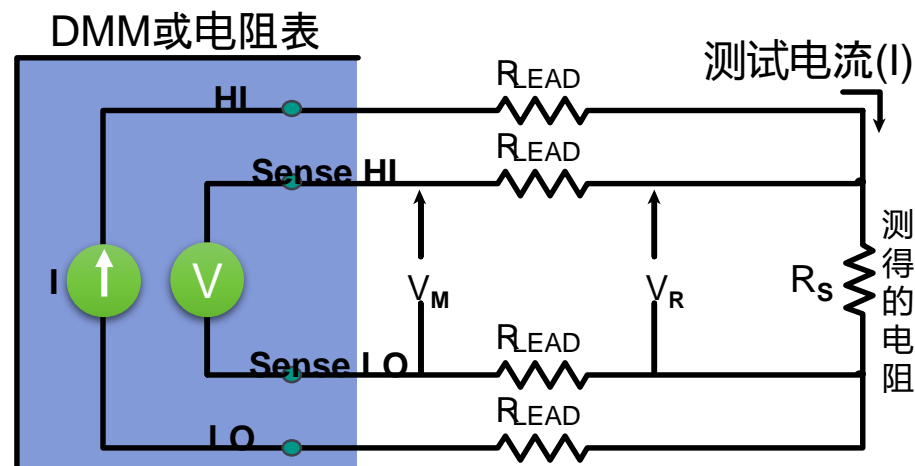 DMM或电阻表
测试电流(I)
RLEAD
HI
RLEAD
Sense HI
I
V
VM
VR
RS
测得的电阻
RLEAD
Sense LO
RLEAD
LO